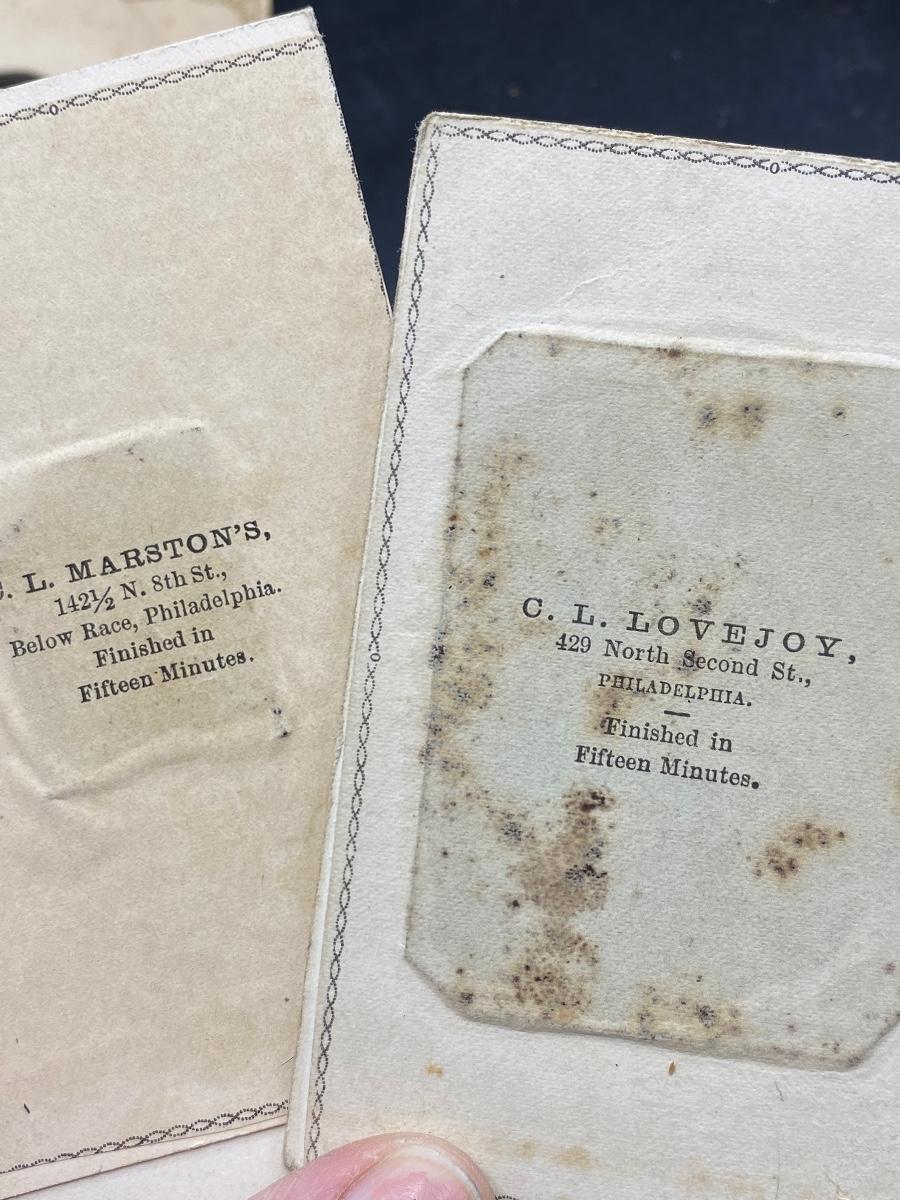 C. L. MARSTON'S,
142½ N. 8th St.,
Below Race, Philadelphia.
Finished in
Fifteen Minutes.
C. L. LOVEJOY,
429 North Second St.,
PHILADELPHIA.
Finished in
Fifteen Minutes.